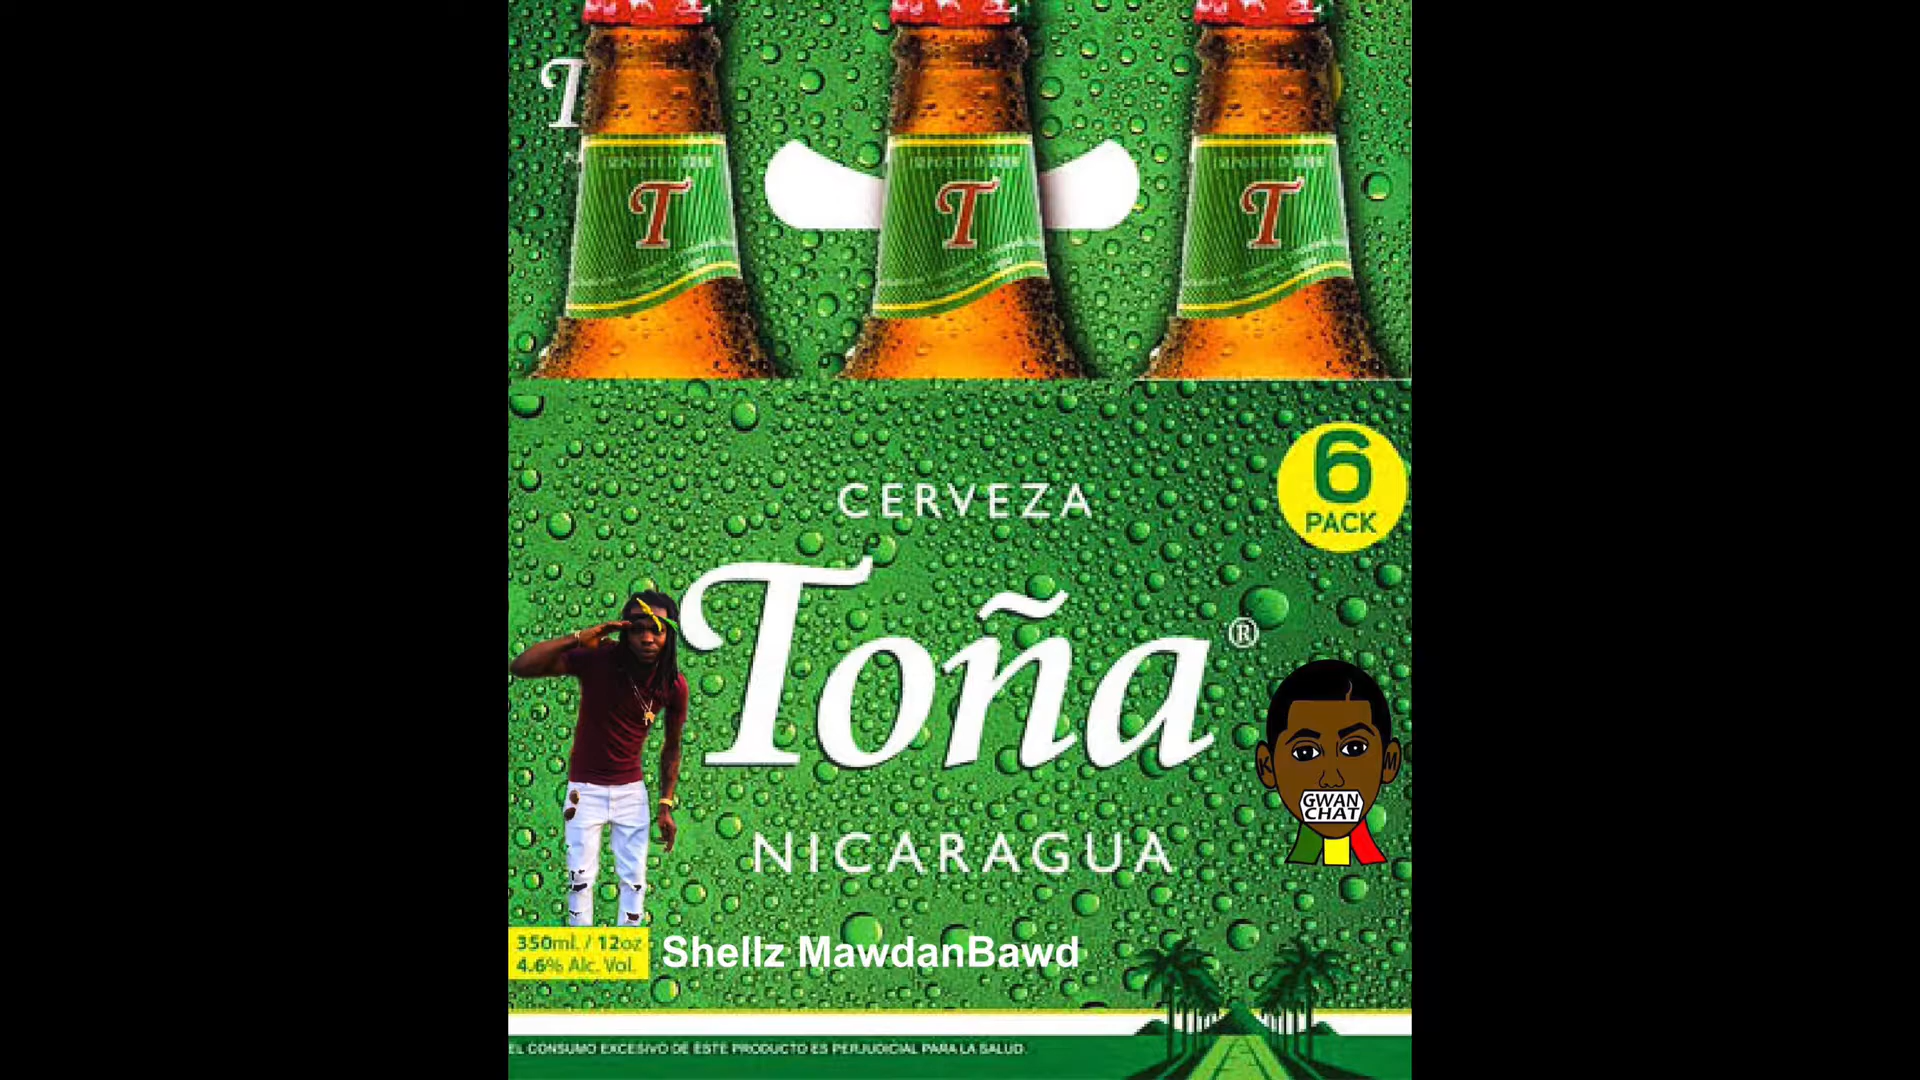 T
IMPORTED BEER
T
IMPORTED BEER
T
IMPORTED BEER
T
6
PACK
CERVEZA
Toña®
NICARAGUA
K
M
GWAN
CHAT
350ml. / 12oz
4.6% Alc. Vol.
Shellz MawdanBawd
EL CONSUMO EXCESIVO DE ESTE PRODUCTO ES PERJUDICIAL PARA LA SALUD.